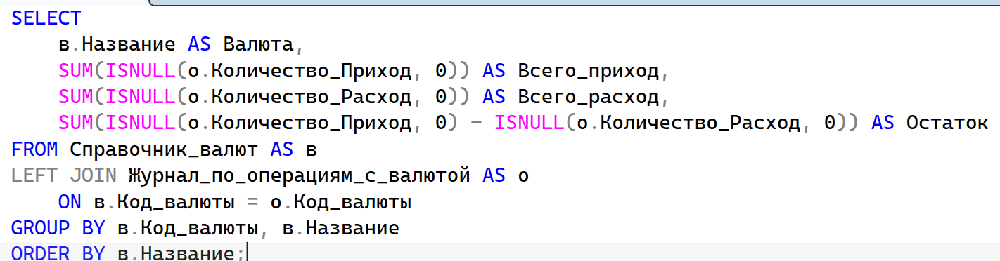 SELECT
в.Название AS Валюта,
SUM(ISNULL(о.Количество_Приход, 0)) AS Всего_приход,
SUM(ISNULL(о.Количество_Расход, 0)) AS Всего_расход,
SUM(ISNULL(о.Количество_Приход, 0) - ISNULL(о.Количество_Расход, 0)) AS Остаток
FROM Справочник_валют AS в
LEFT JOIN Журнал_по_операциям_с_валютой AS о
ON в.Код_валюты = о.Код_валюты
GROUP BY в.Код_валюты, в.Название
ORDER BY в.Название;